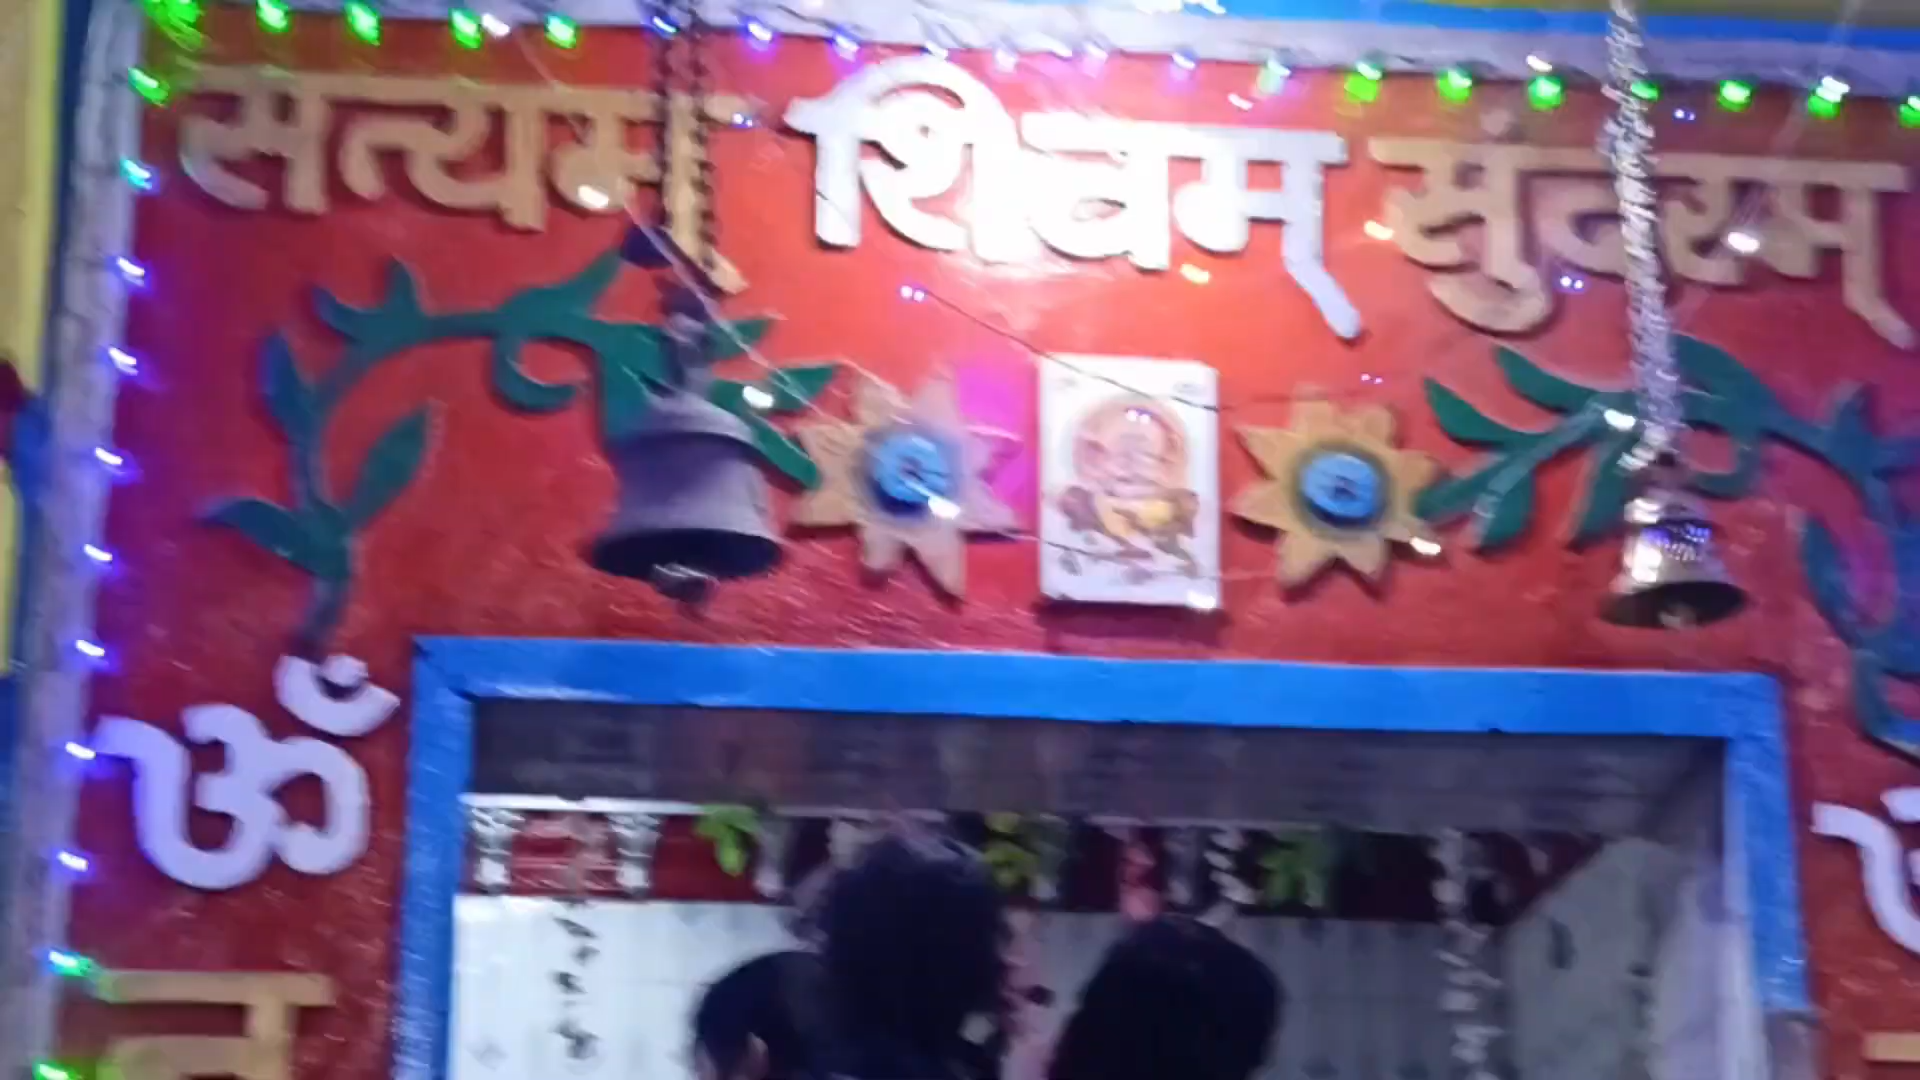 सत्यम शिवम् सुंदरम
ॐ
न